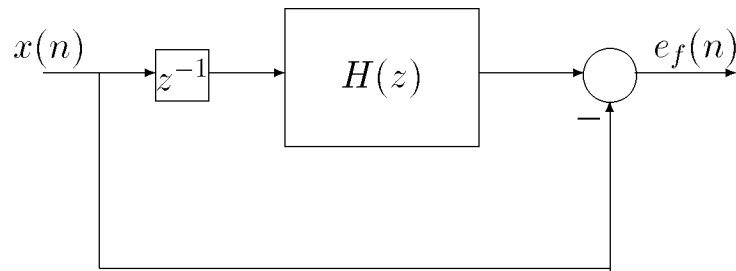 x(n)
z^{-1}
H(z)
e_f(n)
−